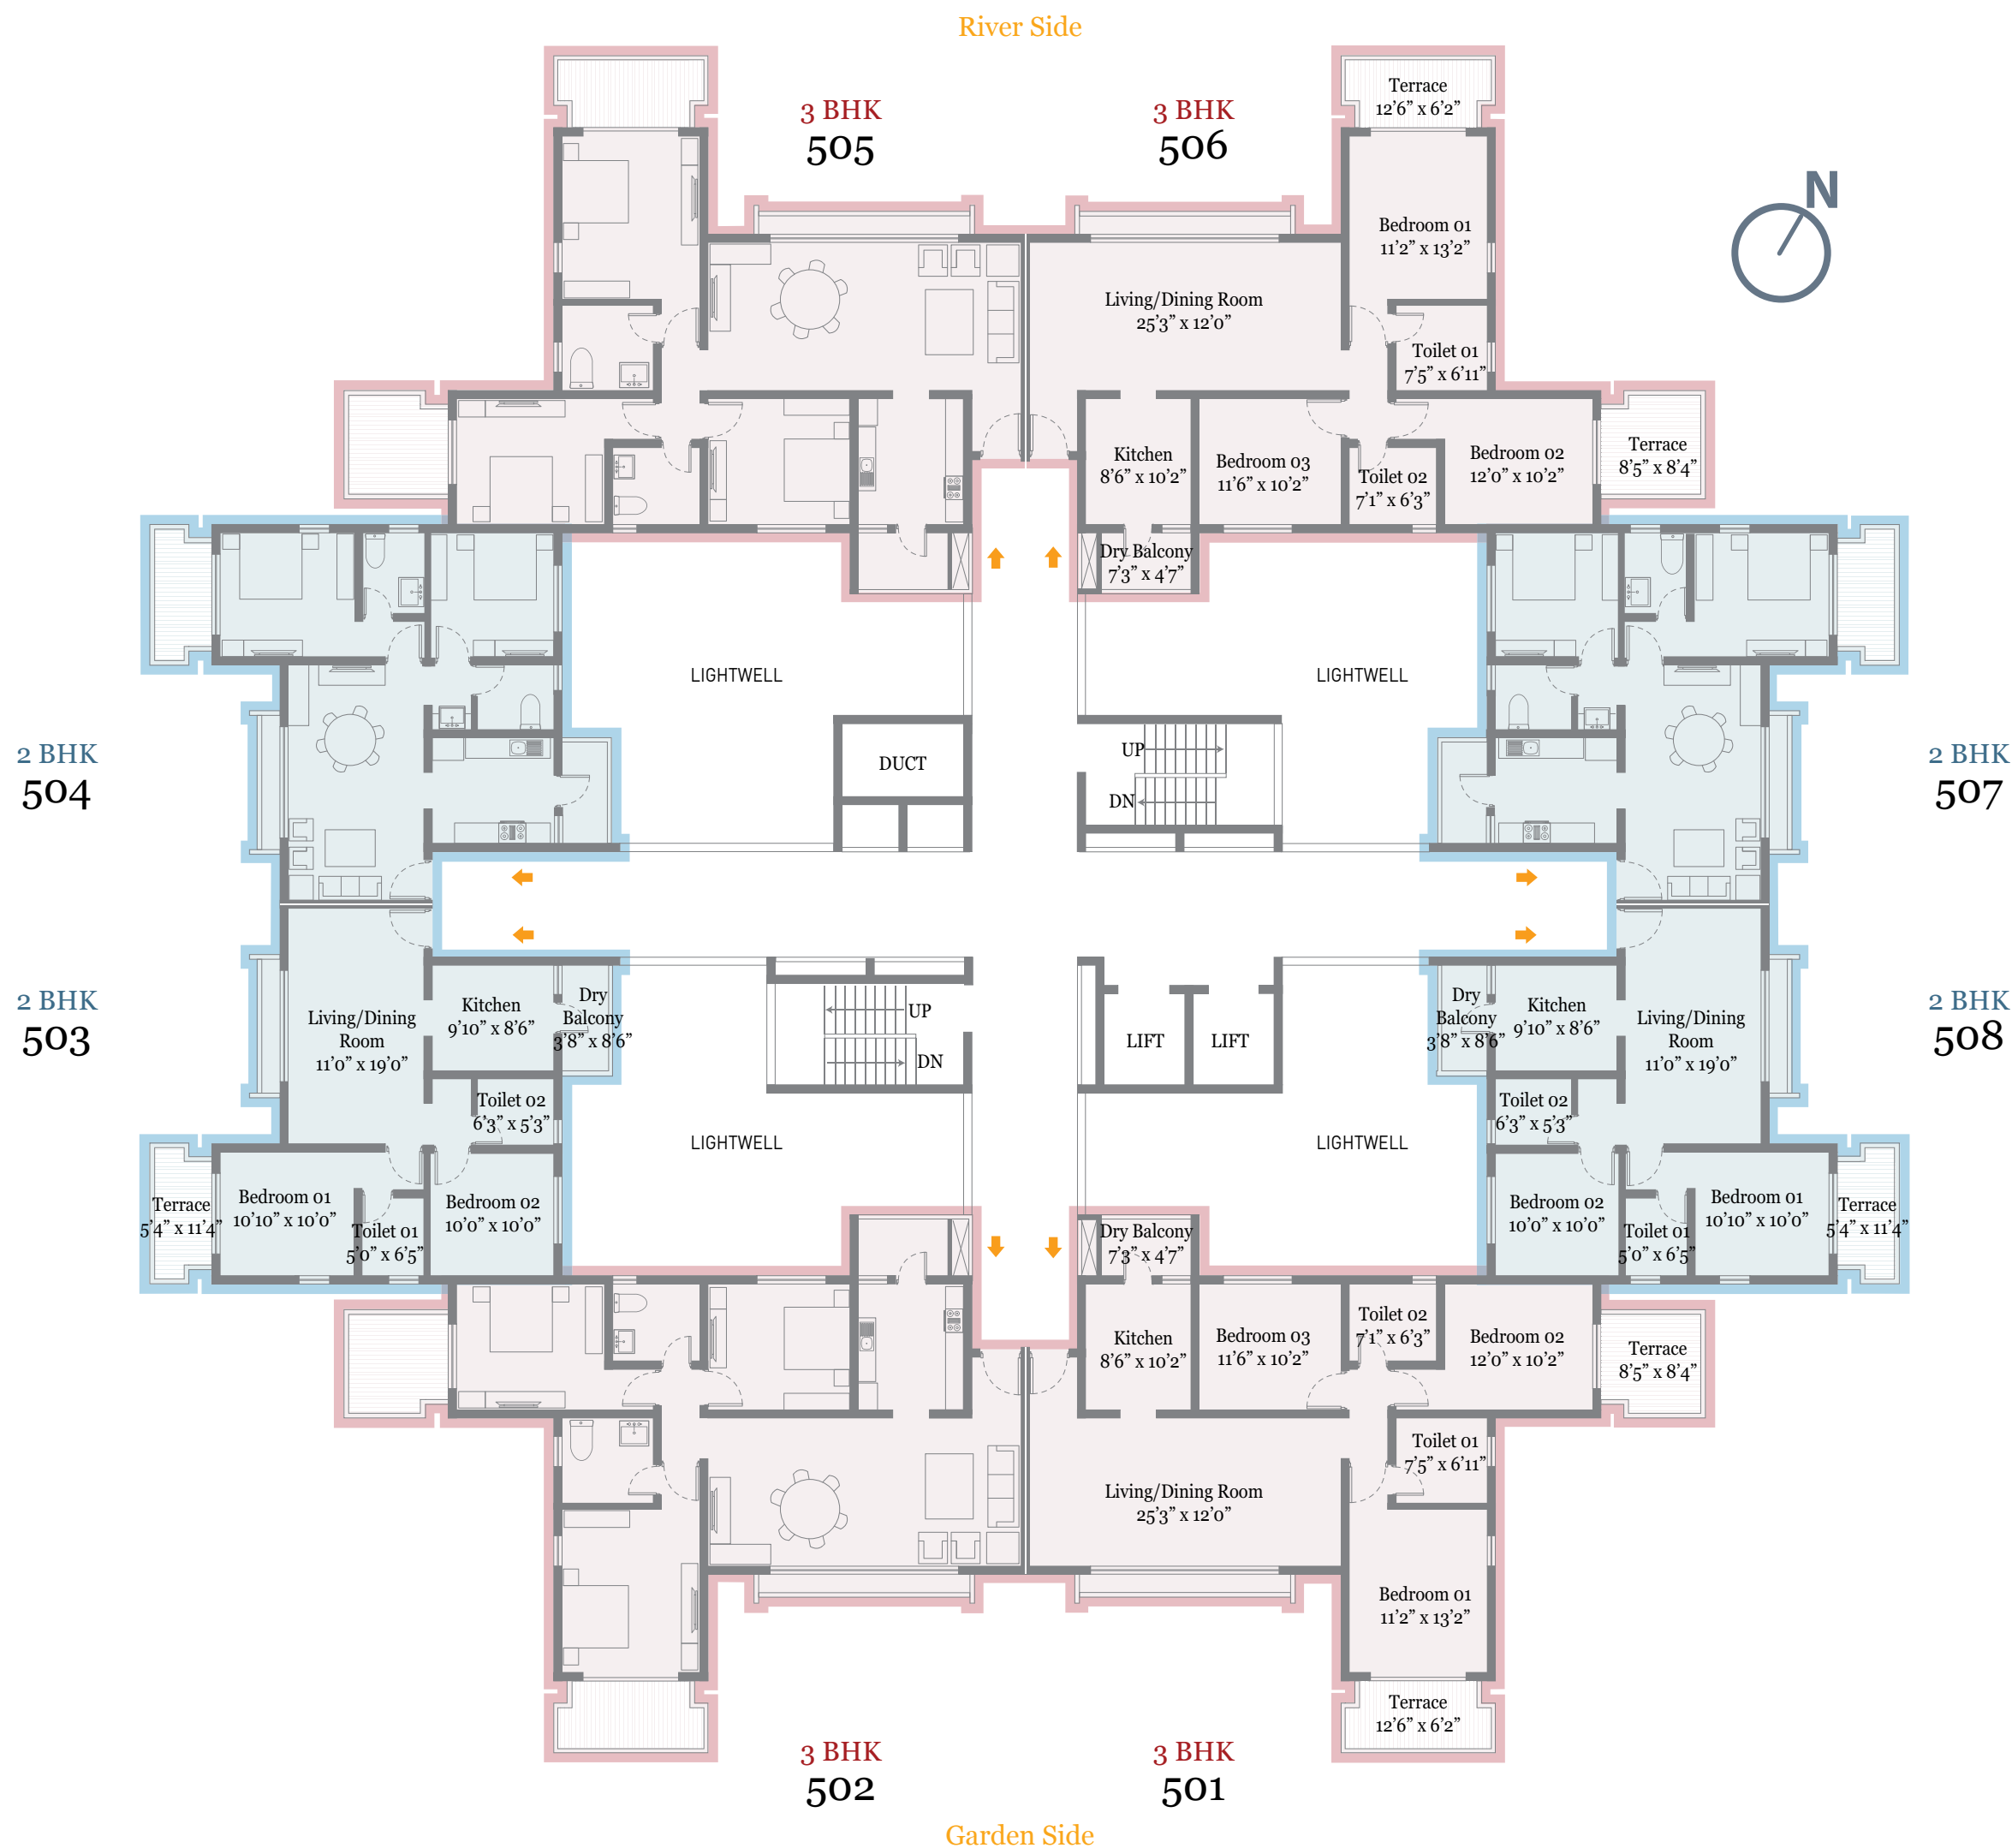 River Side
3 BHK
505
3 BHK
506
Terrace
12’6” x 6’2”
N
Bedroom 01
11’2” x 13’2”
Living/Dining Room
25’3” x 12’0”
Toilet 01
7’5” x 6’11”
Kitchen
8’6” x 10’2”
Bedroom 03
11’6” x 10’2”
Toilet 02
7’1” x 6’3”
Bedroom 02
12’0” x 10’2”
Terrace
8’5” x 8’4”
Dry Balcony
7’3” x 4’7”
LIGHTWELL
LIGHTWELL
2 BHK
504
DUCT
UP
DN
2 BHK
507
2 BHK
503
Living/Dining
Room
11’0” x 19’0”
Kitchen
9’10” x 8’6”
Dry
Balcony
3’8” x 8’6”
UP
DN
LIFT
LIFT
Dry
Balcony
3’8” x 8’6”
Kitchen
9’10” x 8’6”
Living/Dining
Room
11’0” x 19’0”
2 BHK
508
Toilet 02
6’3” x 5’3”
LIGHTWELL
LIGHTWELL
Toilet 02
6’3” x 5’3”
Terrace
5’4” x 11’4”
Bedroom 01
10’10” x 10’0”
Toilet 01
5’0” x 6’5”
Bedroom 02
10’0” x 10’0”
Bedroom 02
10’0” x 10’0”
Toilet 01
5’0” x 6’5”
Bedroom 01
10’10” x 10’0”
Terrace
5’4” x 11’4”
Dry Balcony
7’3” x 4’7”
Kitchen
8’6” x 10’2”
Bedroom 03
11’6” x 10’2”
Toilet 02
7’1” x 6’3”
Bedroom 02
12’0” x 10’2”
Terrace
8’5” x 8’4”
Toilet 01
7’5” x 6’11”
Living/Dining Room
25’3” x 12’0”
Bedroom 01
11’2” x 13’2”
Terrace
12’6” x 6’2”
3 BHK
502
3 BHK
501
Garden Side